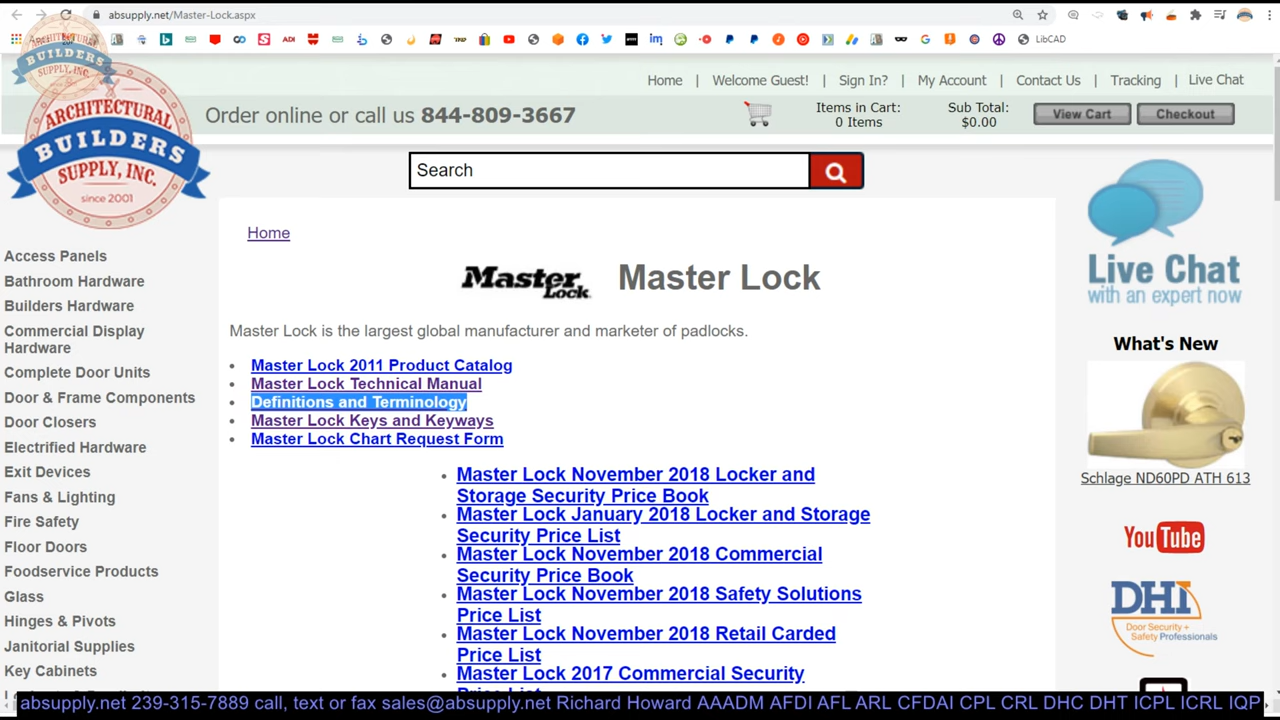 absupply.net/Master-Lock.aspx
LibCAD
ARCHITECTURAL
BUILDERS
SUPPLY, INC.
since 2001
Home | Welcome Guest! | Sign In? | My Account | Contact Us | Tracking | Live Chat
Order online or call us 844-809-3667
Items in Cart:
0 Items
Sub Total:
$0.00
View Cart
Checkout
Search
Home
Master Lock
Master Lock
Master Lock is the largest global manufacturer and marketer of padlocks.
• Master Lock 2011 Product Catalog
• Master Lock Technical Manual
• Definitions and Terminology
• Master Lock Keys and Keyways
• Master Lock Chart Request Form
• Master Lock November 2018 Locker and
Storage Security Price Book
• Master Lock January 2018 Locker and Storage
Security Price List
• Master Lock November 2018 Commercial
Security Price Book
• Master Lock November 2018 Safety Solutions
Price List
• Master Lock November 2018 Retail Carded
Price List
• Master Lock 2017 Commercial Security
Access Panels
Bathroom Hardware
Builders Hardware
Commercial Display
Hardware
Complete Door Units
Door & Frame Components
Door Closers
Electrified Hardware
Exit Devices
Fans & Lighting
Fire Safety
Floor Doors
Foodservice Products
Glass
Hinges & Pivots
Janitorial Supplies
Key Cabinets
Live Chat
with an expert now
What's New
Schlage ND60PD ATH 613
YouTube
DHI
Door Security +
Safety Professionals
absupply.net 239-315-7889 call, text or fax sales@absupply.net Richard Howard AAADM AFDI AFL ARL CFDAI CPL CRL DHC DHT ICPL ICRL IQP